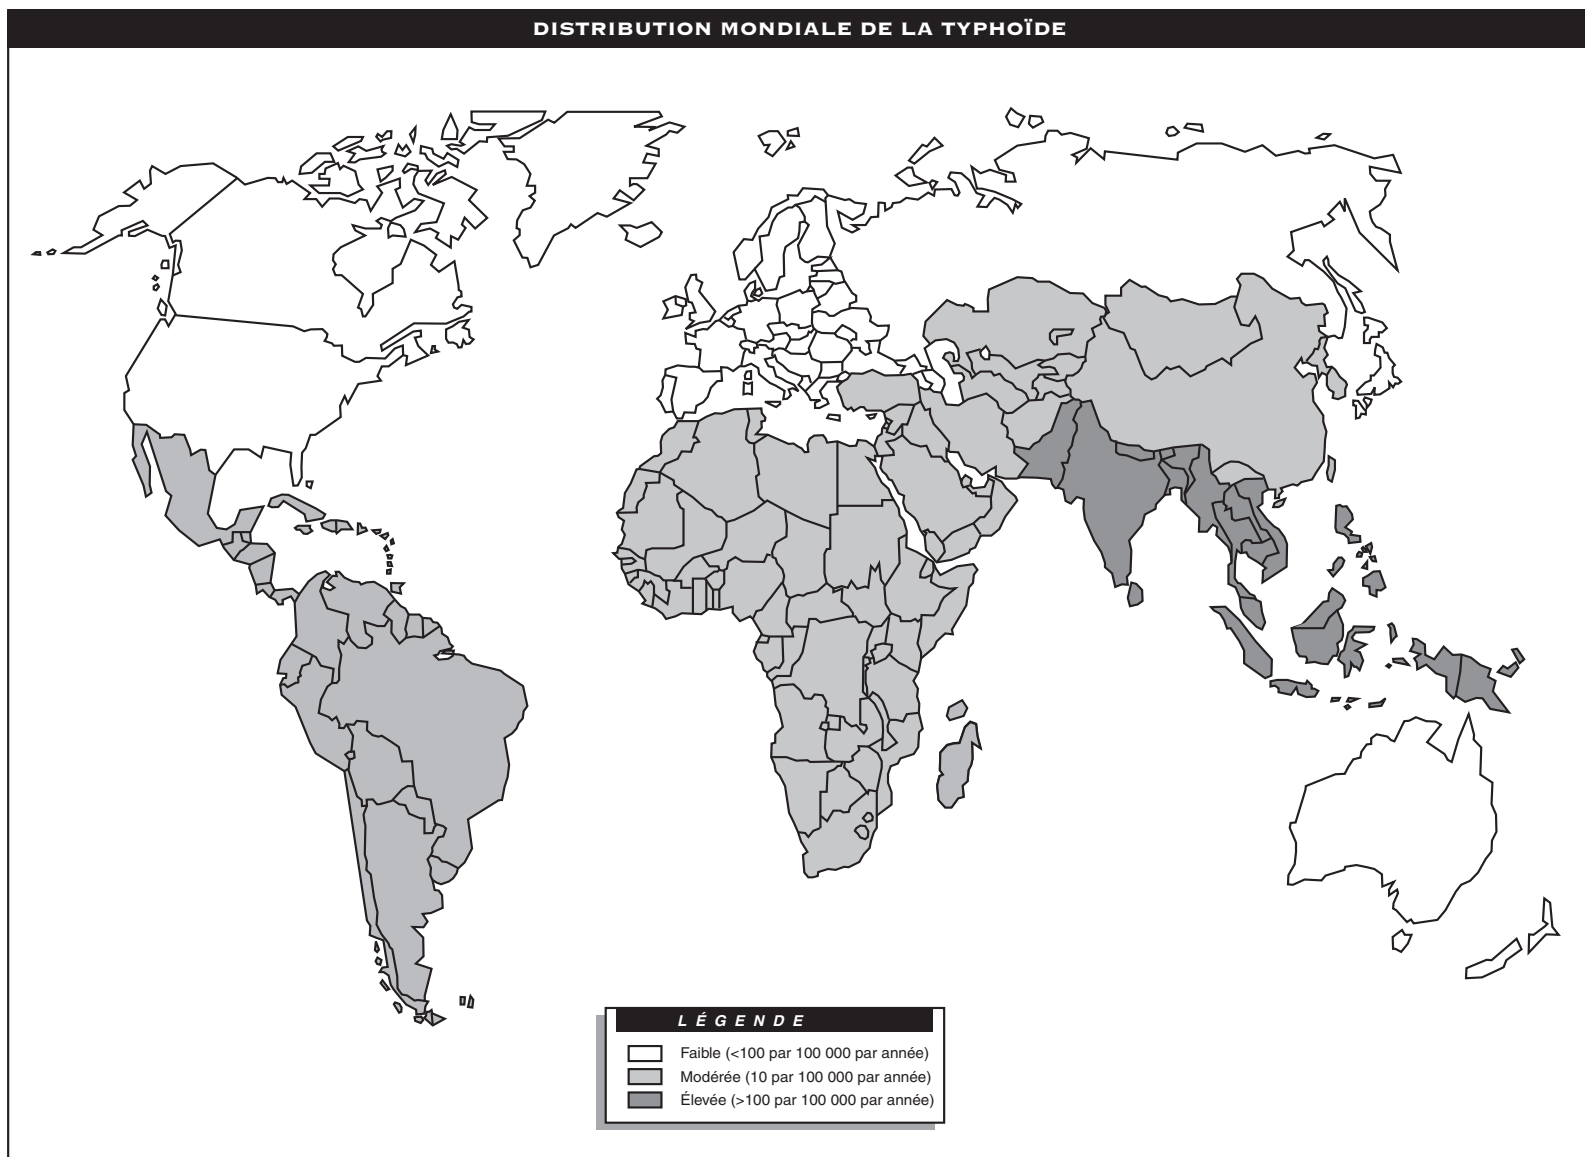 DISTRIBUTION MONDIALE DE LA TYPHOÏDE
LÉGENDE
Faible (<100 par 100 000 par année)
Modérée (10 par 100 000 par année)
Élevée (>100 par 100 000 par année)